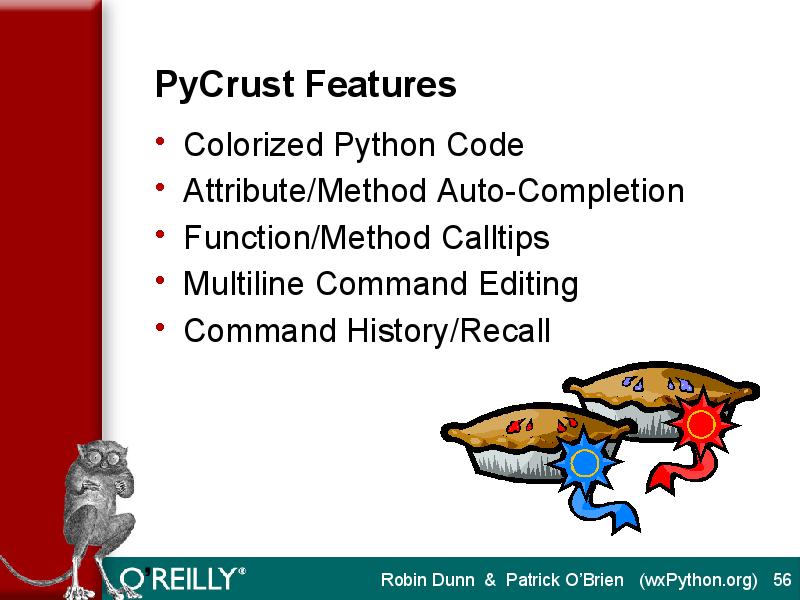 PyCrust Features
• Colorized Python Code
• Attribute/Method Auto-Completion
• Function/Method Calltips
• Multiline Command Editing
• Command History/Recall
O'REILLY®
Robin Dunn & Patrick O'Brien (wxPython.org) 56